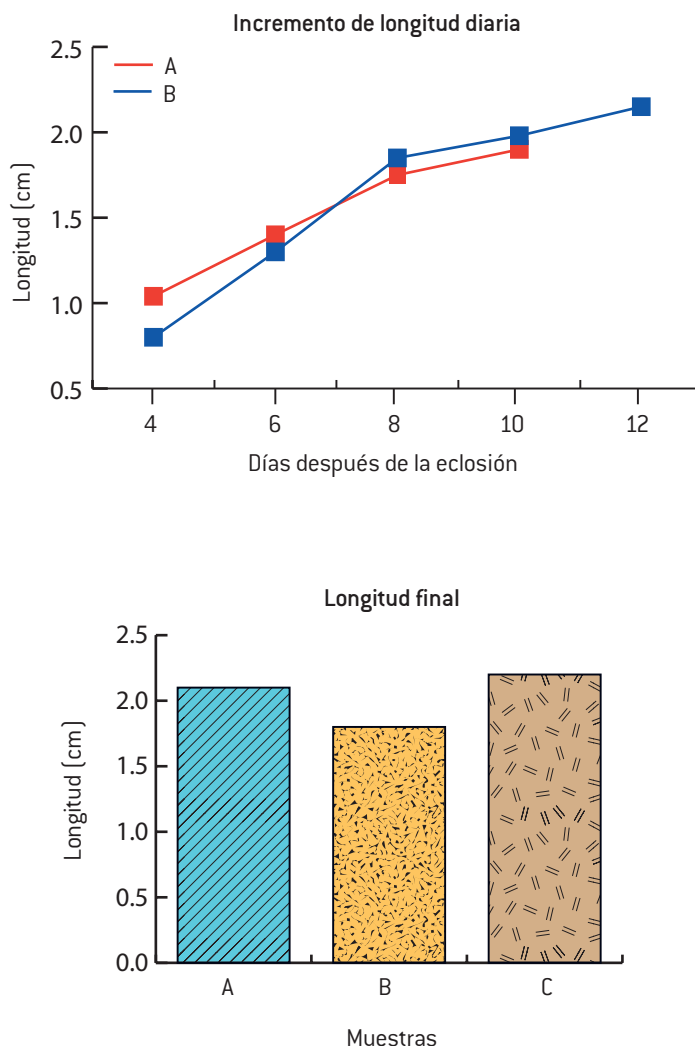 Incremento de longitud diaria
2.5
A
B
2.0
1.5
1.0
0.5
Longitud (cm)
4 6 8 10 12
Días después de la eclosión
Longitud final
2.5
2.0
1.5
1.0
0.5
0.0
Longitud (cm)
A B C
Muestras